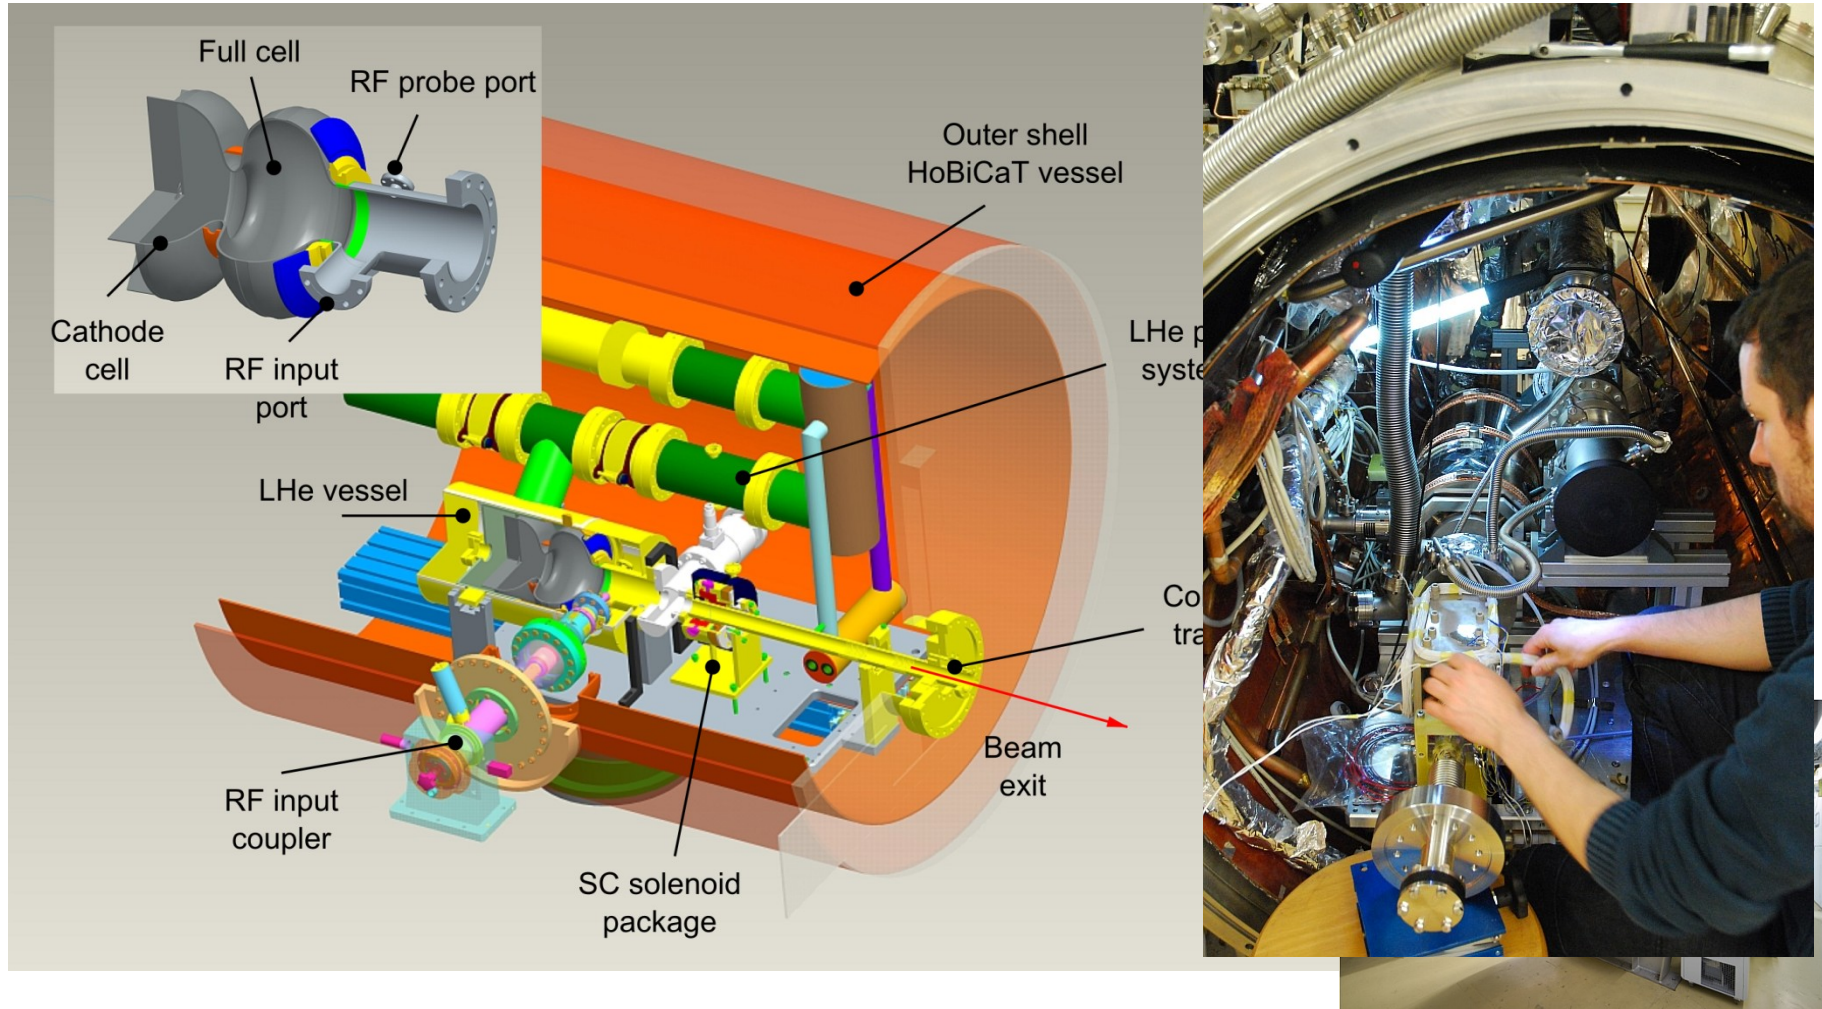 Full cell
RF probe port
Cathode
cell
RF input
port
Outer shell
HoBiCaT vessel
LHe
LHe vessel
Beam
exit
RF input
coupler
SC solenoid
package